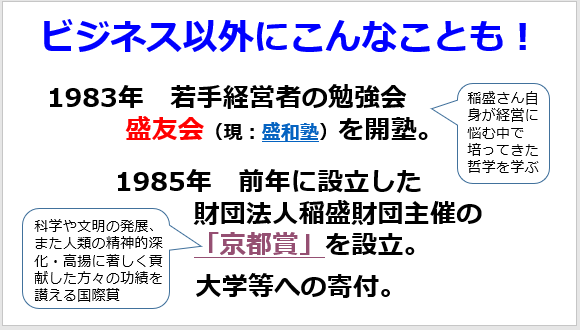 ビジネス以外にこんなことも！
1983年　若手経営者の勉強会
盛友会（現：盛和塾）を開塾。
稲盛さん自
身が経営に
悩む中で
培ってきた
哲学を学ぶ
1985年　前年に設立した
財団法人稲盛財団主催の
「京都賞」を設立。
科学や文明の発展、
また人類の精神的深
化・高揚に著しく貢
献した方々の功績を
讃える国際賞
大学等への寄付。